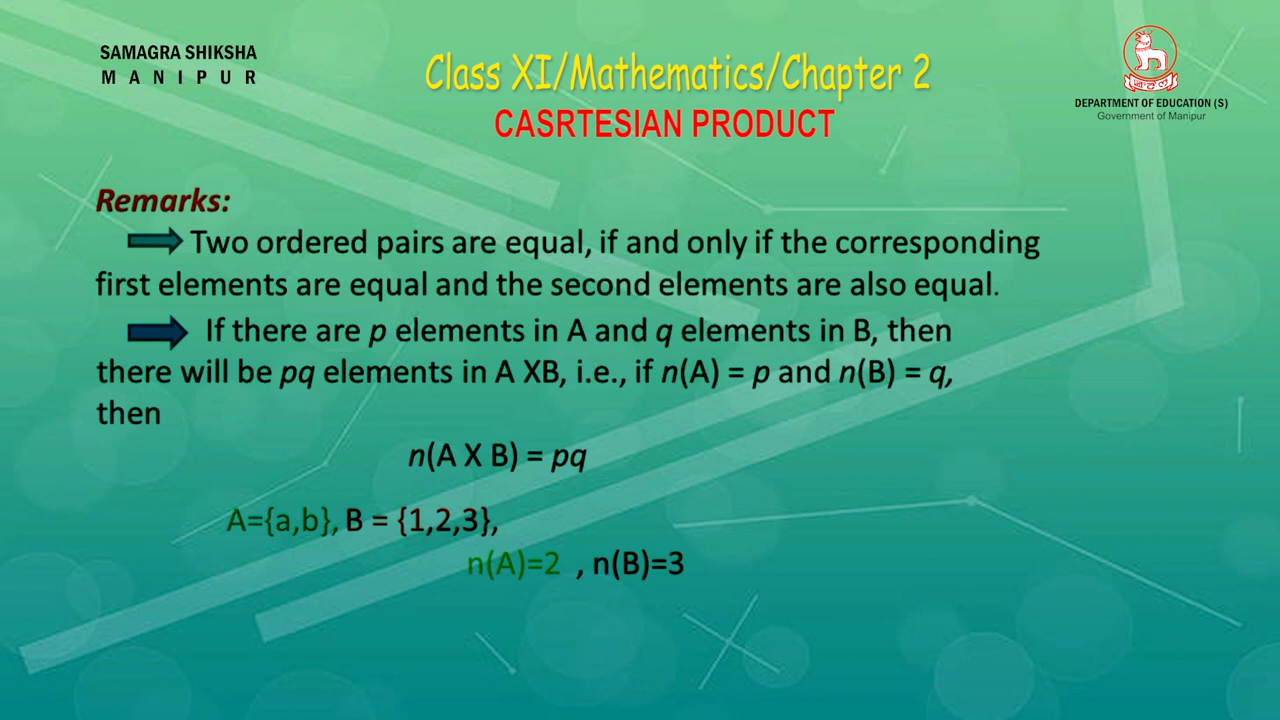 SAMAGRA SHIKSHA
MANIPUR
Class XI/Mathematics/Chapter 2
CASRTESIAN PRODUCT
DEPARTMENT OF EDUCATION (S)
Government of Manipur
Remarks:
Two ordered pairs are equal, if and only if the corresponding
first elements are equal and the second elements are also equal.
If there are p elements in A and q elements in B, then
there will be pq elements in A XB, i.e., if n(A) = p and n(B) = q,
then
n(A X B) = pq
A={a,b}, B = {1,2,3},
n(A)=2 , n(B)=3